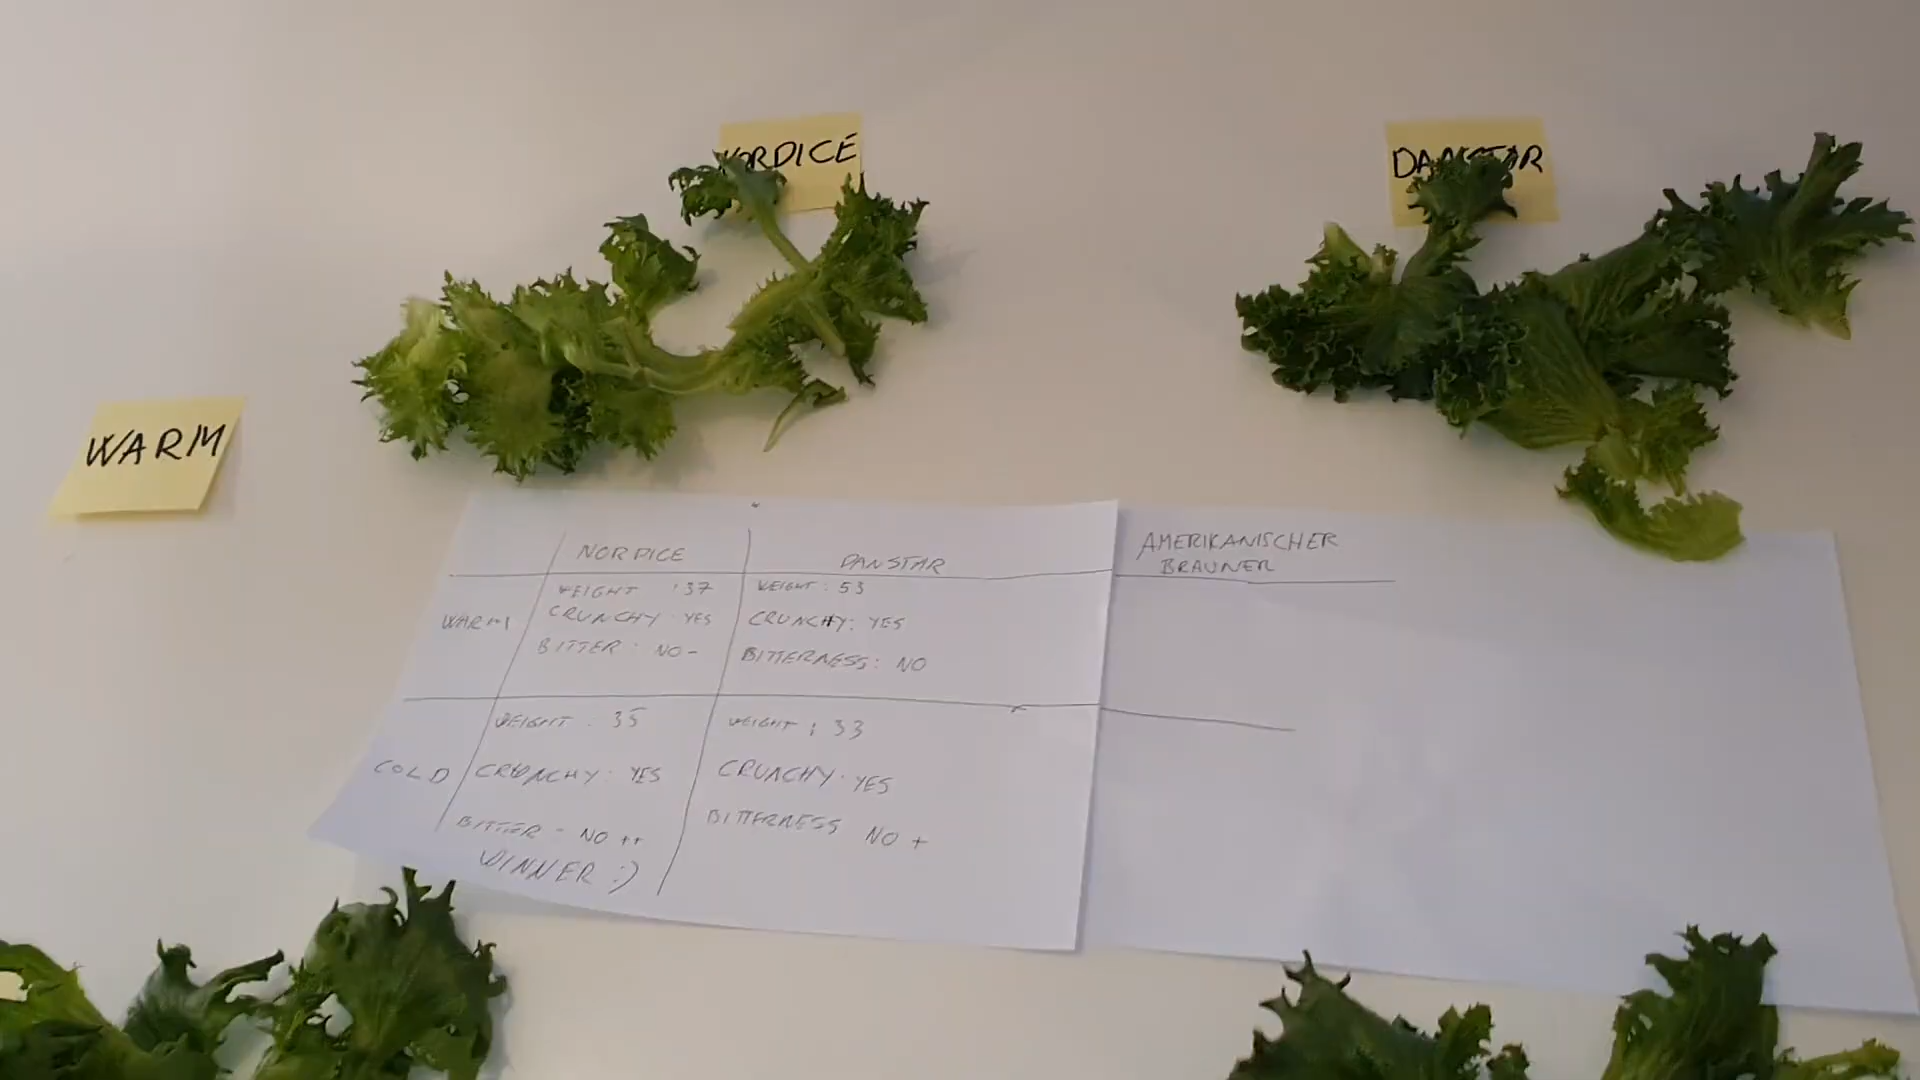 NORDICE
DANSTAR
WARM
NORDICE
DANSTAR
AMERIKANISCHER
BRAUNER
WARM
WEIGHT : 37
CRUNCHY : YES
BITTER : NO -
WEIGHT : 53
CRUNCHY : YES
BITTERNESS : NO
COLD
WEIGHT : 35
CRUNCHY : YES
BITTER - NO ++
WINNER :)
WEIGHT : 33
CRUNCHY : YES
BITTERNESS NO +